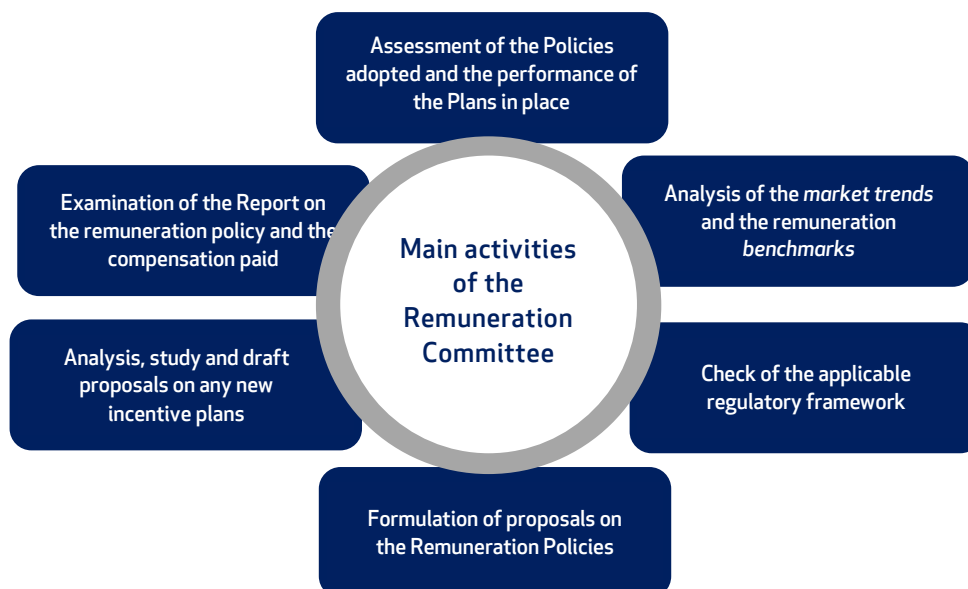 Assessment of the Policies
adopted and the performance of
the Plans in place
Analysis of the market trends
and the remuneration
benchmarks
Check of the applicable
regulatory framework
Formulation of proposals on
the Remuneration Policies
Analysis, study and draft
proposals on any new
incentive plans
Examination of the Report on
the remuneration policy and the
compensation paid
Main activities
of the
Remuneration
Committee